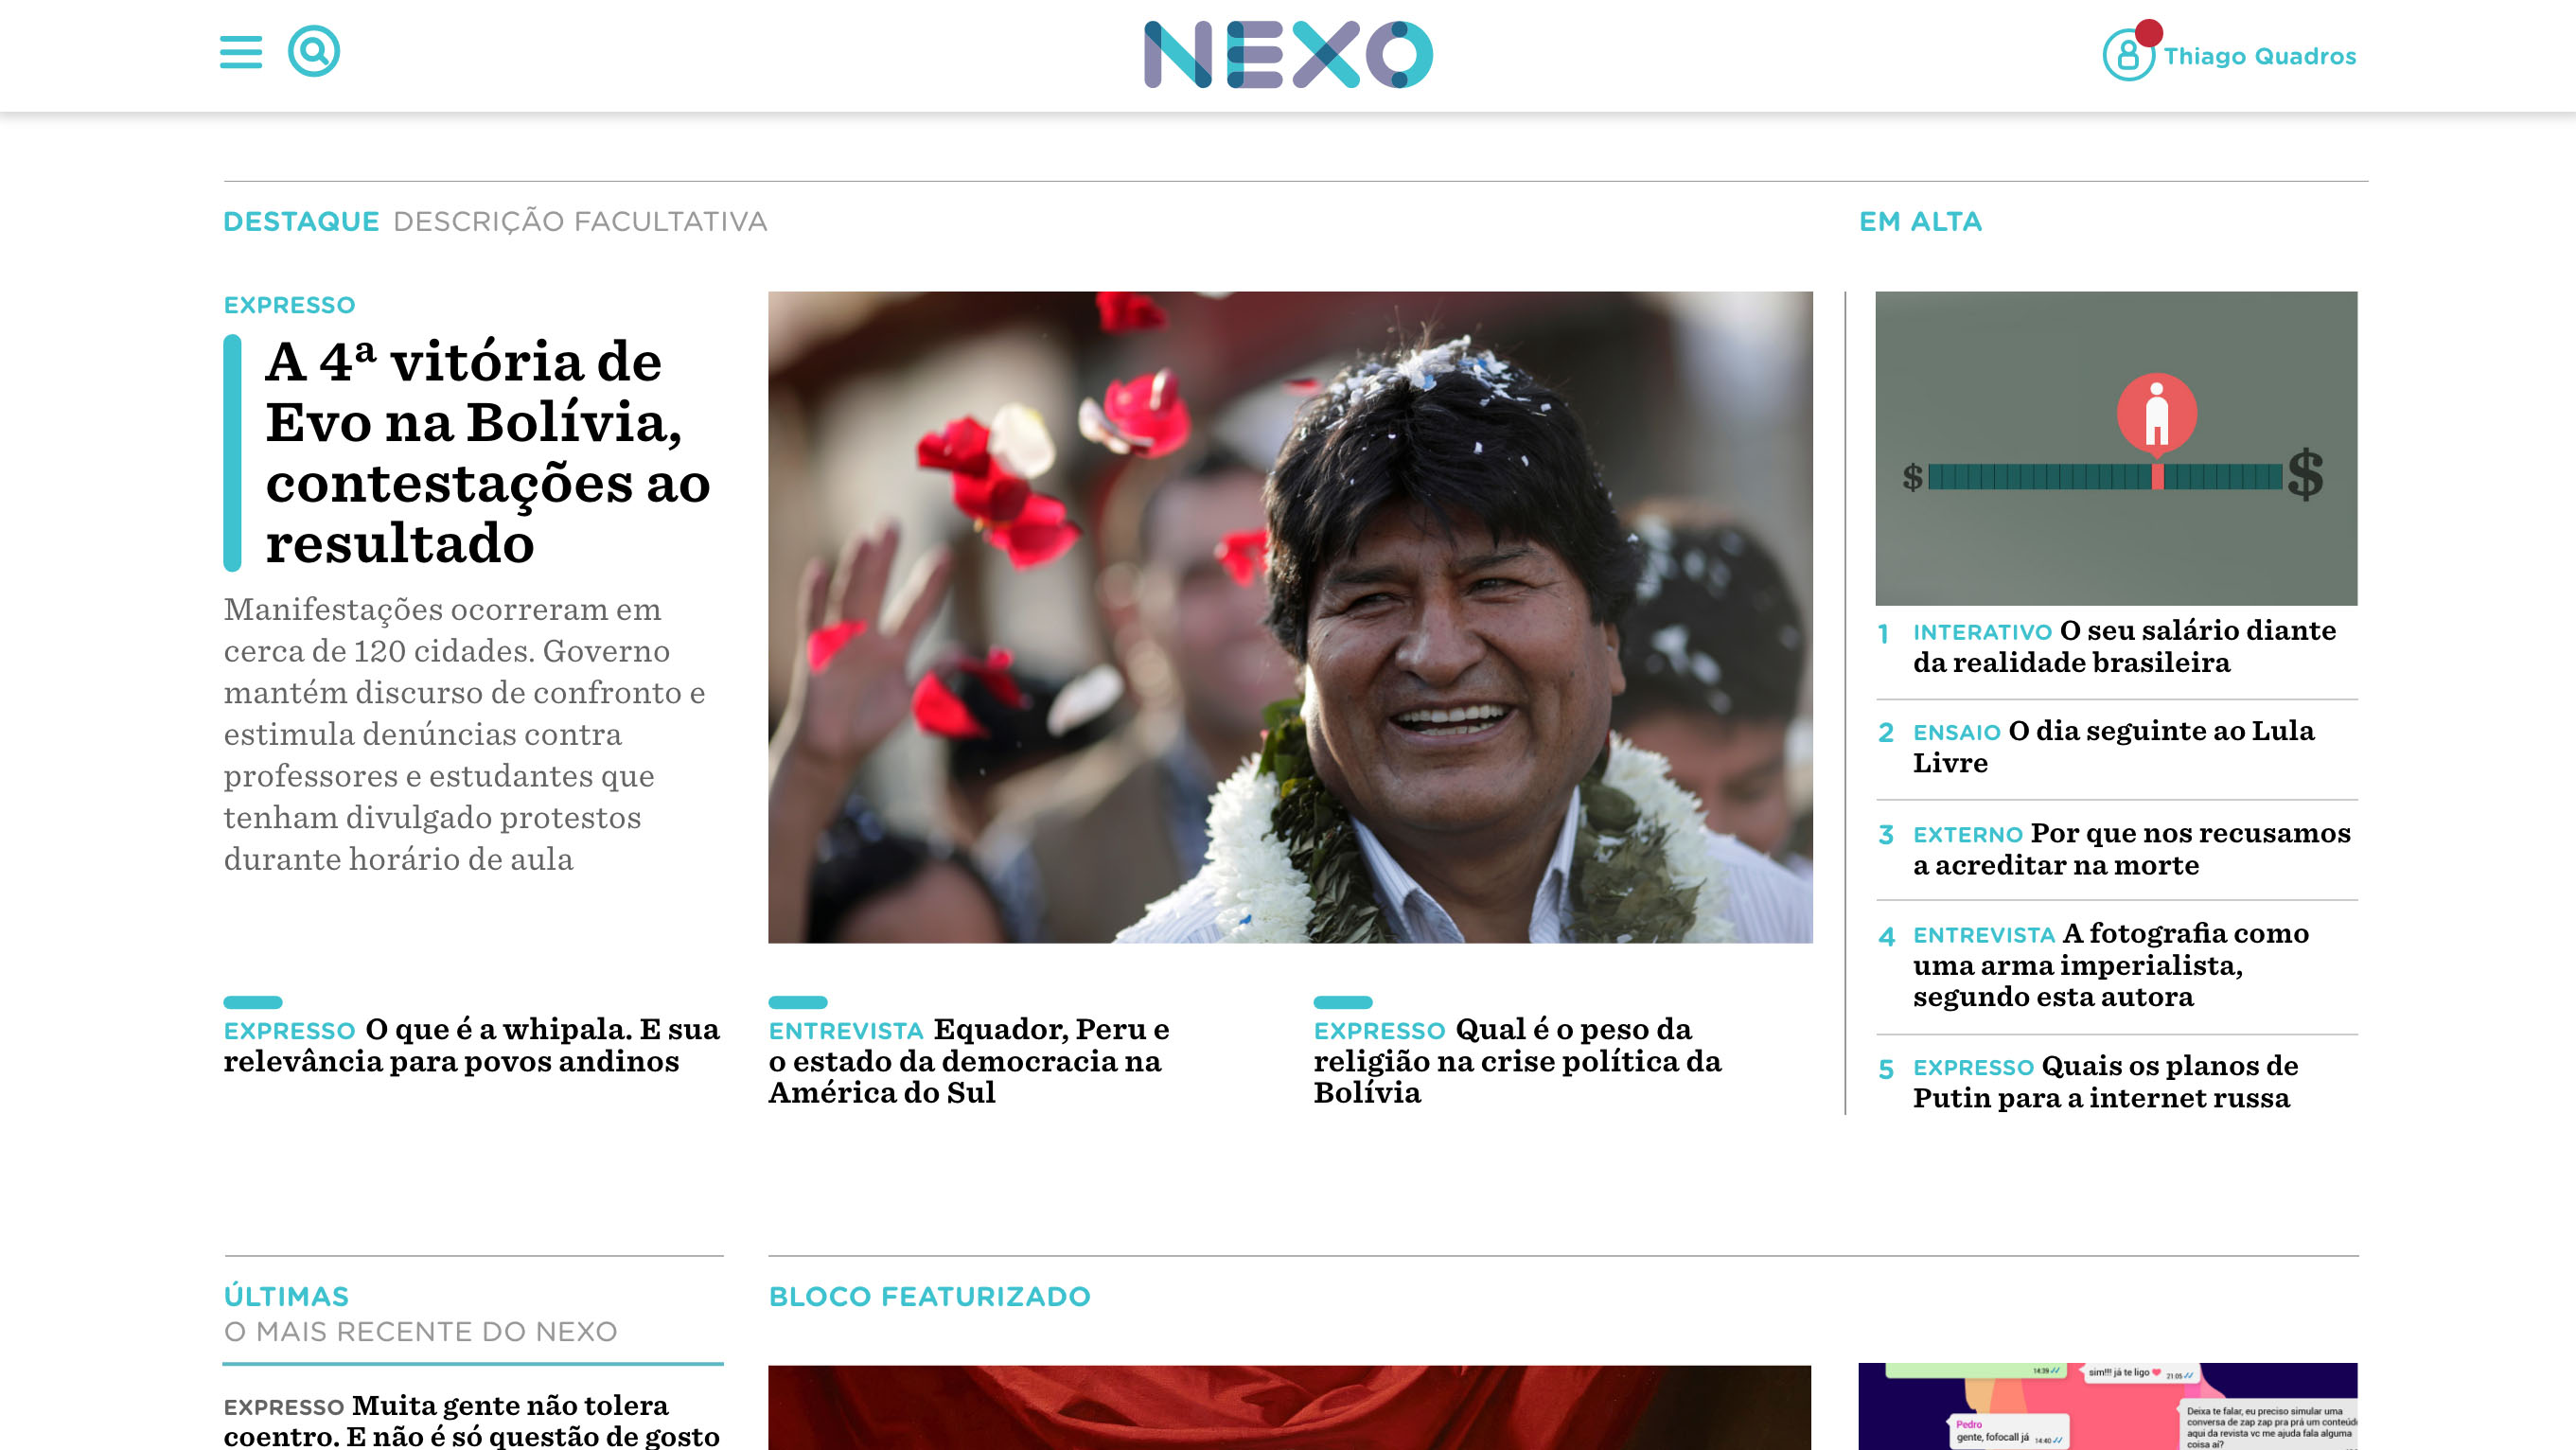 NEXO
Thiago Quadros
DESTAQUE DESCRIÇÃO FACULTATIVA
EXPRESSO
A 4ª vitória de
Evo na Bolívia,
contestações ao
resultado
Manifestações ocorreram em
cerca de 120 cidades. Governo
mantém discurso de confronto e
estimula denúncias contra
professores e estudantes que
tenham divulgado protestos
durante horário de aula
EXPRESSO O que é a whipala. E sua
relevância para povos andinos
ENTREVISTA Equador, Peru e
o estado da democracia na
América do Sul
EXPRESSO Qual é o peso da
religião na crise política da
Bolívia
EM ALTA
$ $
1 INTERATIVO O seu salário diante
da realidade brasileira
2 ENSAIO O dia seguinte ao Lula
Livre
3 EXTERNO Por que nos recusamos
a acreditar na morte
4 ENTREVISTA A fotografia como
uma arma imperialista,
segundo esta autora
5 EXPRESSO Quais os planos de
Putin para a internet russa
ÚLTIMAS
O MAIS RECENTE DO NEXO
EXPRESSO Muita gente não tolera
coentro. E não é só questão de gosto
BLOCO FEATURIZADO
14:39
sim!!! já te ligo ❤ 21:05
Pedro
gente, fofocall já 14:40
Deixa te falar, eu preciso simular uma
conversa de zap zap pra prá um conteúd
aqui da revista vc me ajuda fala alguma
coisa aí?